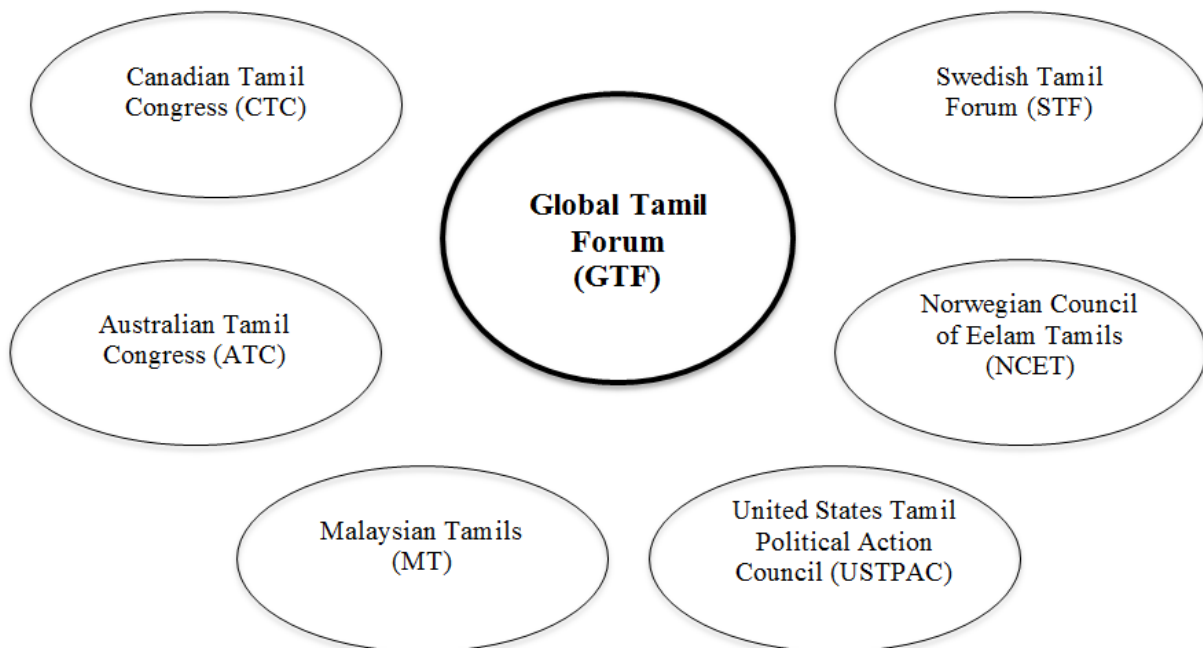 Canadian Tamil
Congress (CTC)
Swedish Tamil
Forum (STF)
Global Tamil
Forum
(GTF)
Australian Tamil
Congress (ATC)
Norwegian Council
of Eelam Tamils
(NCET)
Malaysian Tamils
(MT)
United States Tamil
Political Action
Council (USTPAC)